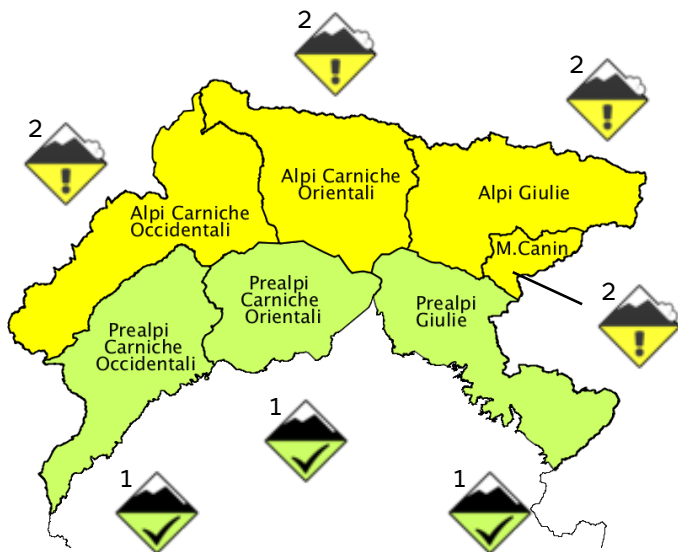 2
2
2
Alpi Carniche
Orientali
Alpi Giulie
Alpi Carniche
Occidentali
M.Canin
Prealpi
Carniche
Orientali
2
Prealpi
Giulie
Prealpi
Carniche
Occidentali
1
1
1